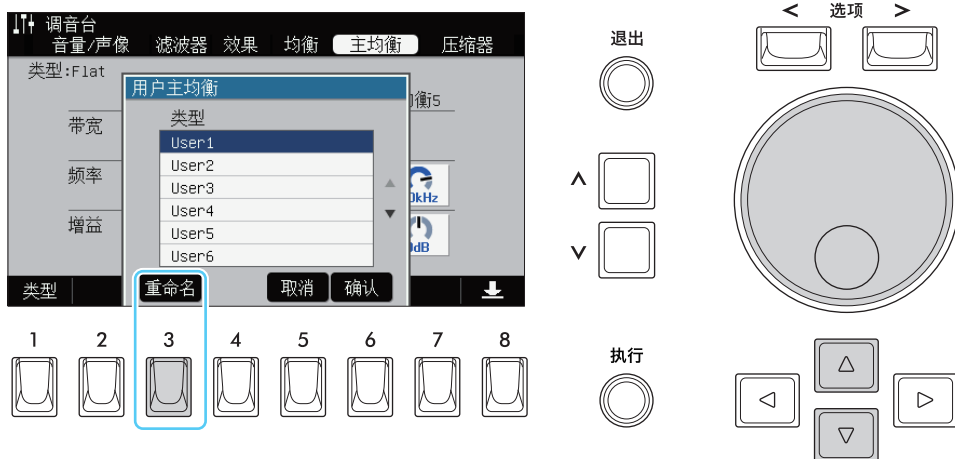 调音台
音量/声像 滤波器 效果 均衡 主均衡 压缩器
类型:Flat
用户主均衡
均衡5
类型
带宽
User1
User2
频率
User3
kHz
User4
增益
User5
dB
User6
类型 重命名 取消 确认
1 2 3 4 5 6 7 8
退出
< 选项 >
∧
∨
执行